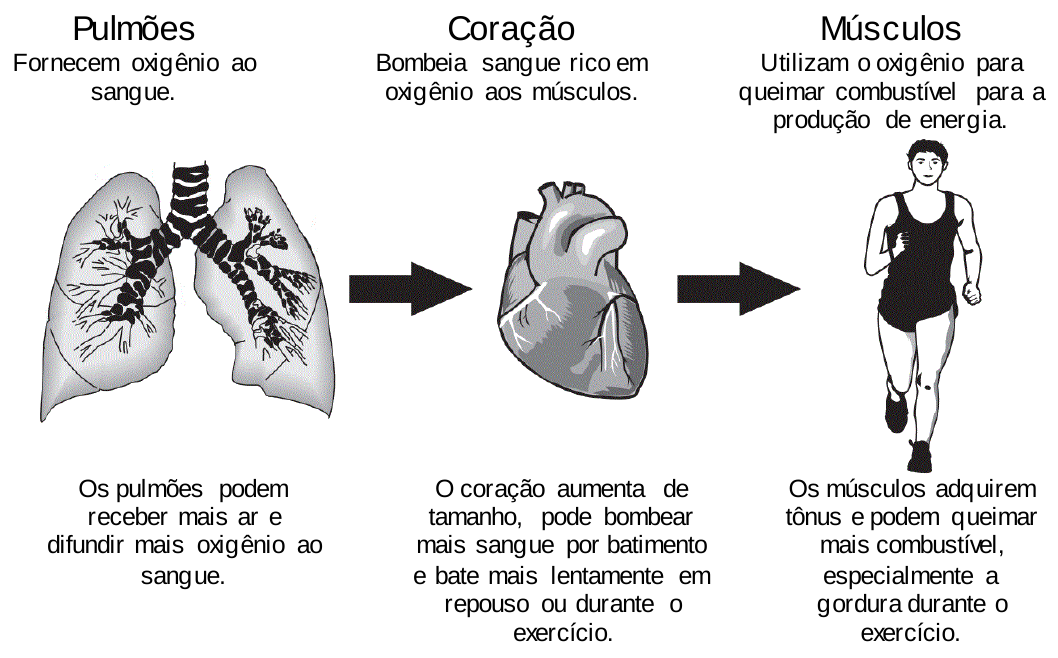 Pulmões
Fornecem oxigênio ao
sangue.
Coração
Bombeia sangue rico em
oxigênio aos músculos.
Músculos
Utilizam o oxigênio para
queimar combustível para a
produção de energia.
Os pulmões podem
receber mais ar e
difundir mais oxigênio ao
sangue.
O coração aumenta de
tamanho, pode bombear
mais sangue por batimento
e bate mais lentamente em
repouso ou durante o
exercício.
Os músculos adquirem
tônus e podem queimar
mais combustível,
especialmente a
gordura durante o
exercício.